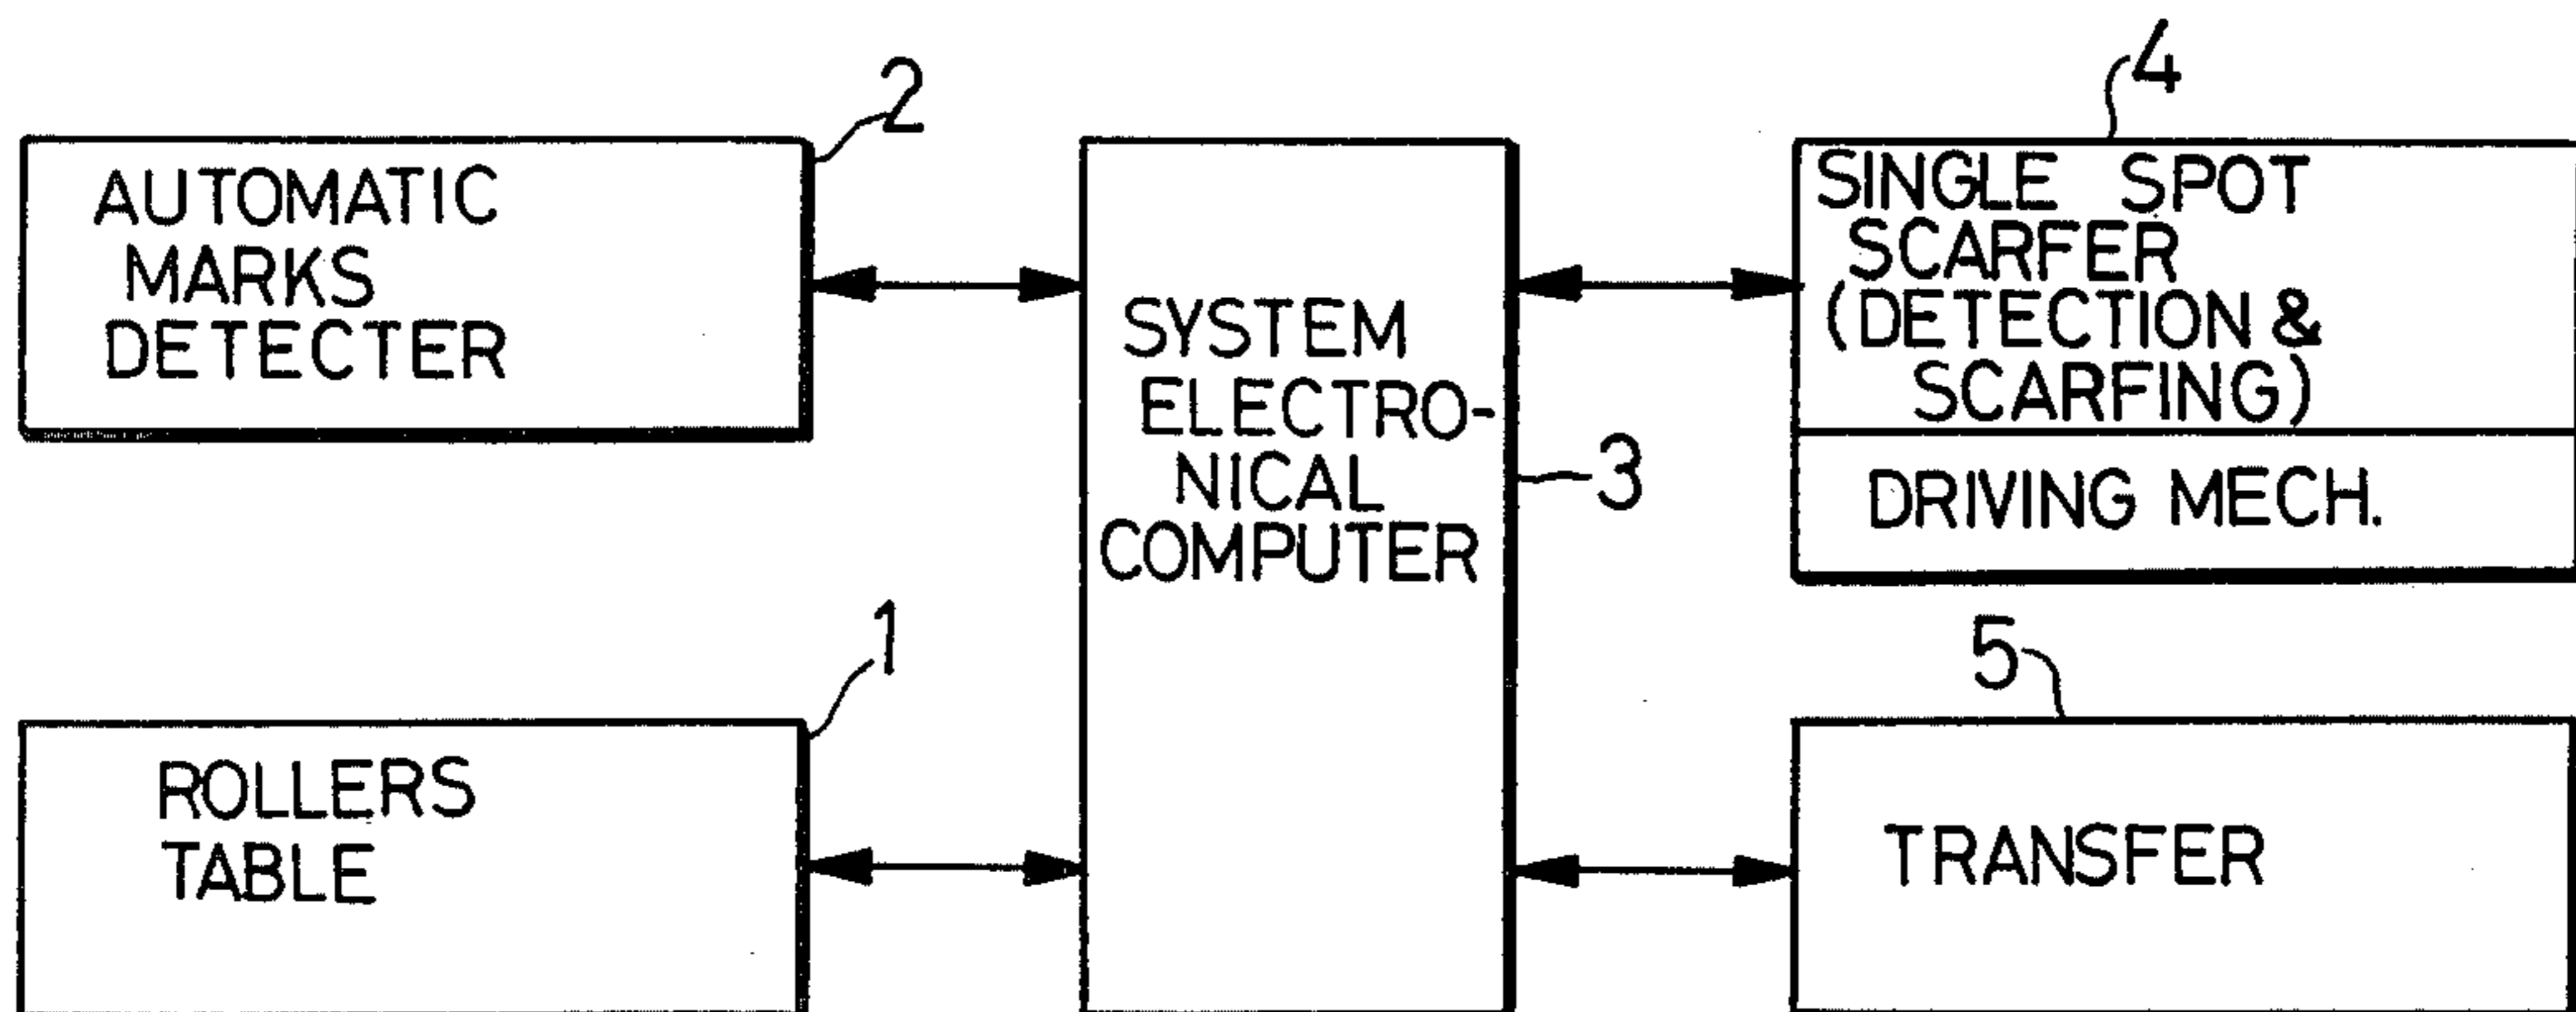 2
AUTOMATIC
MARKS
DETECTER
1
ROLLERS
TABLE
SYSTEM
ELECTRO-
NICAL
COMPUTER
3
4
SINGLE SPOT
SCARFER
(DETECTION &
SCARFING)
DRIVING MECH.
5
TRANSFER